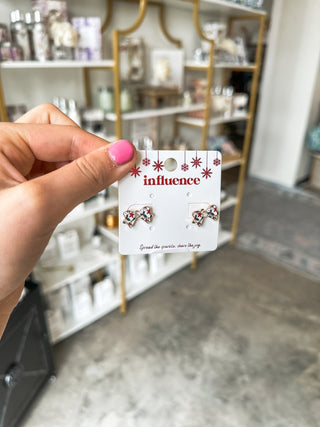 influence
Spread the sparkle, share the joy.